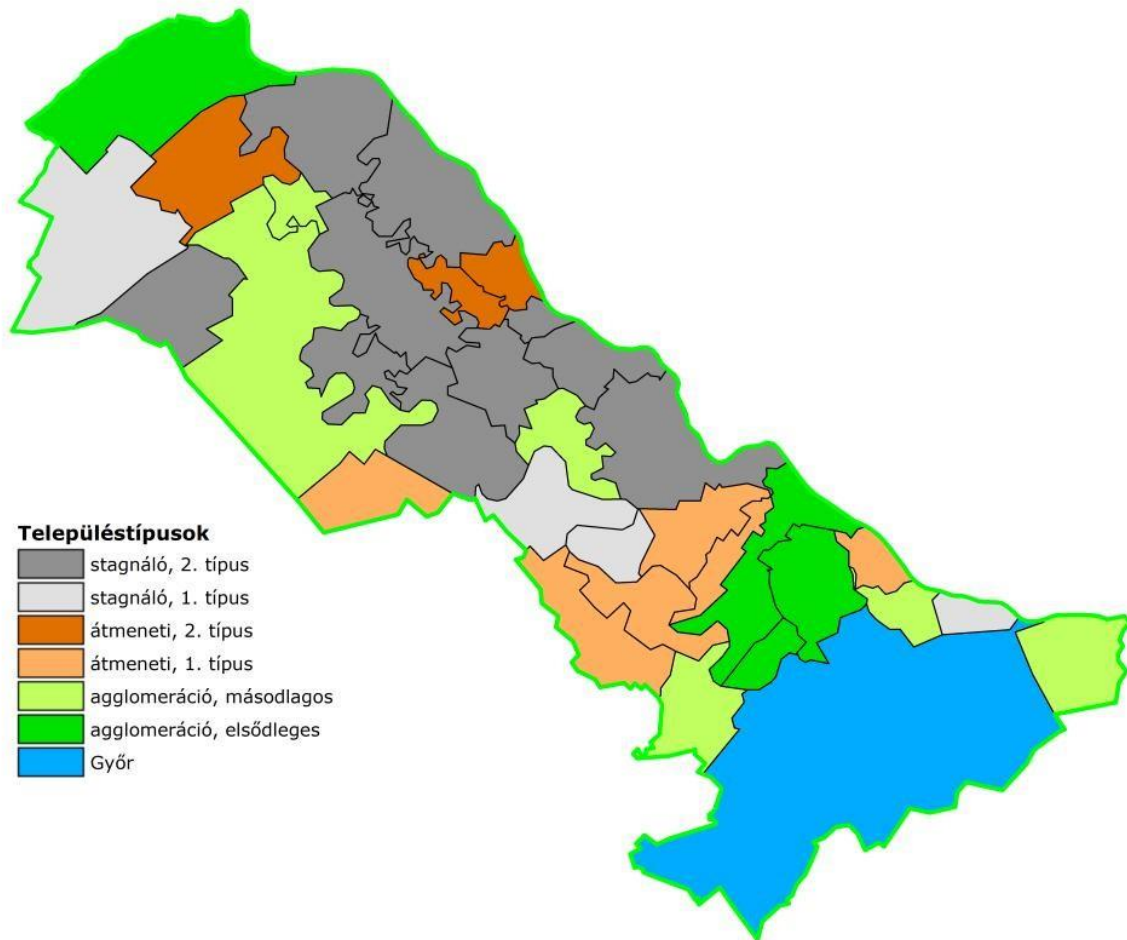 Településtípusok
stagnáló, 2. típus
stagnáló, 1. típus
átmeneti, 2. típus
átmeneti, 1. típus
agglomeráció, másodlagos
agglomeráció, elsődleges
Győr